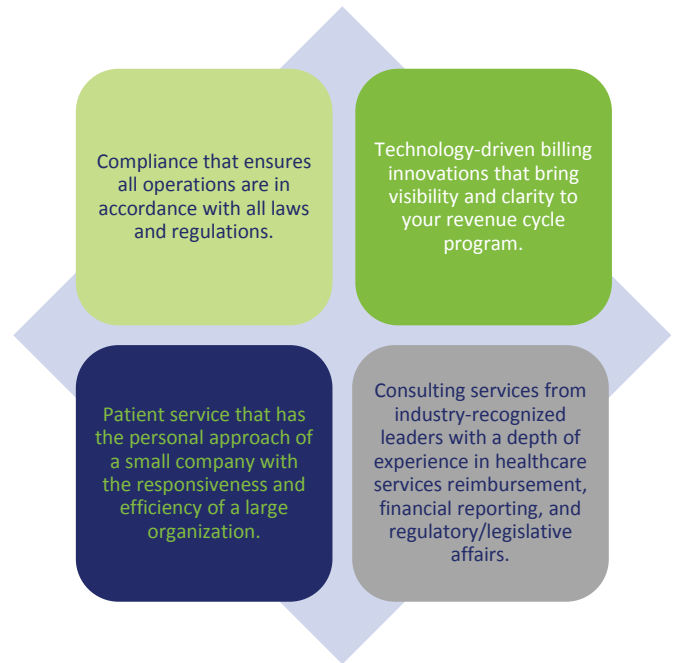 Compliance that ensures
all operations are in
accordance with all laws
and regulations.
Technology-driven billing
innovations that bring
visibility and clarity to
your revenue cycle
program.
Patient service that has
the personal approach of
a small company with
the responsiveness and
efficiency of a large
organization.
Consulting services from
industry-recognized
leaders with a depth of
experience in healthcare
services reimbursement,
financial reporting, and
regulatory/legislative
affairs.